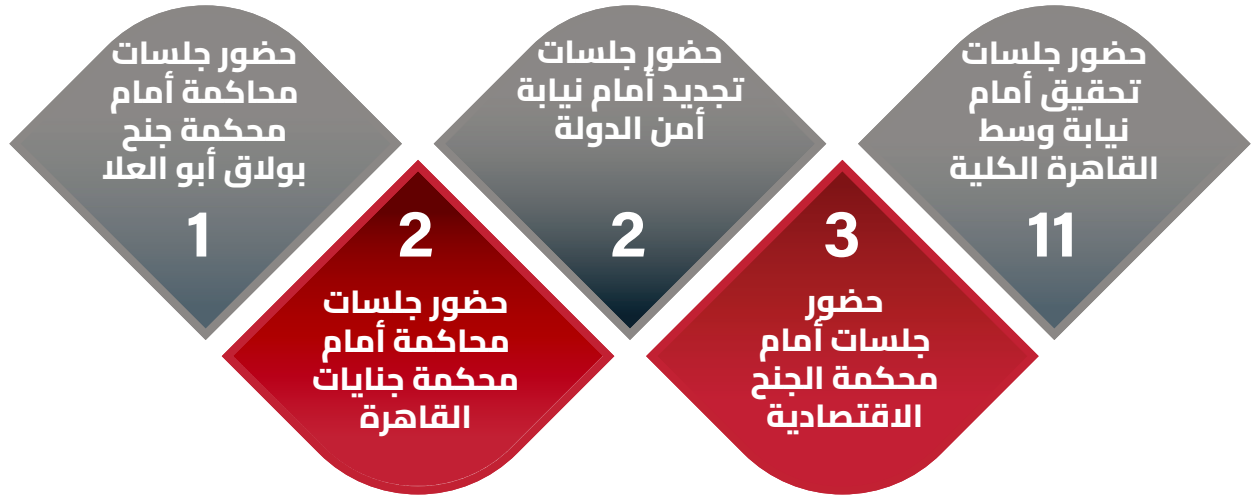 حضور جلسات
تحقيق أمام
نيابة وسط
القاهرة الكلية
11
3
حضور
جلسات أمام
محكمة الجنح
الاقتصادية
حضور جلسات
تجديد أمام نيابة
أمن الدولة
2
2
حضور جلسات
محاكمة أمام
محكمة جنايات
القاهرة
حضور جلسات
محاكمة أمام
محكمة جنح
بولاق أبو العلا
1